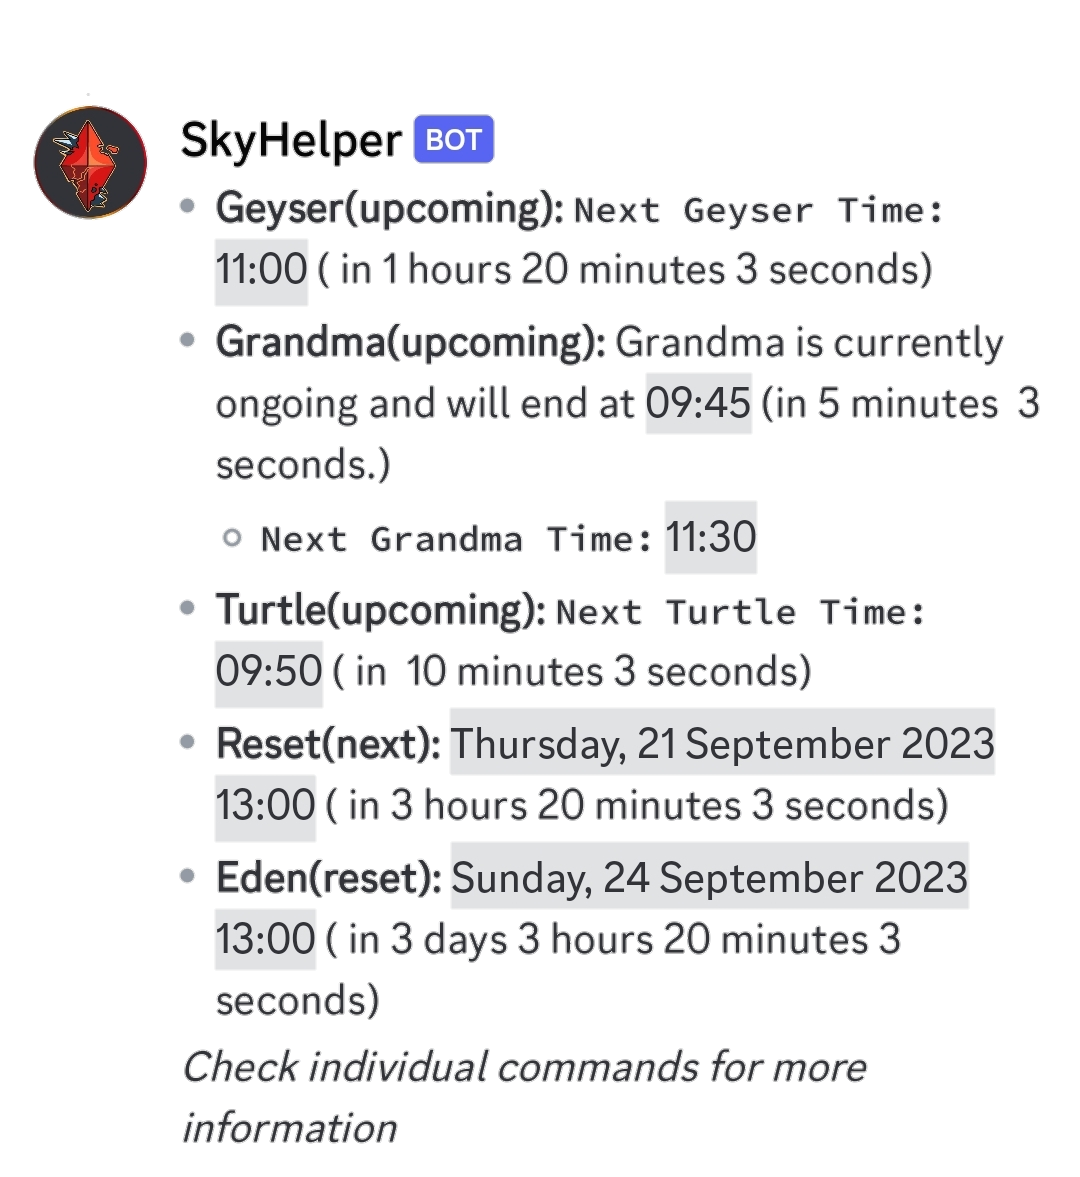 SkyHelper BOT
Geyser(upcoming): Next Geyser Time:
11:00 ( in 1 hours 20 minutes 3 seconds)
Grandma(upcoming): Grandma is currently
ongoing and will end at 09:45 (in 5 minutes 3
seconds.)
Next Grandma Time: 11:30
Turtle(upcoming): Next Turtle Time:
09:50 ( in 10 minutes 3 seconds)
Reset(next): Thursday, 21 September 2023
13:00 ( in 3 hours 20 minutes 3 seconds)
Eden(reset): Sunday, 24 September 2023
13:00 ( in 3 days 3 hours 20 minutes 3
seconds)
Check individual commands for more
information